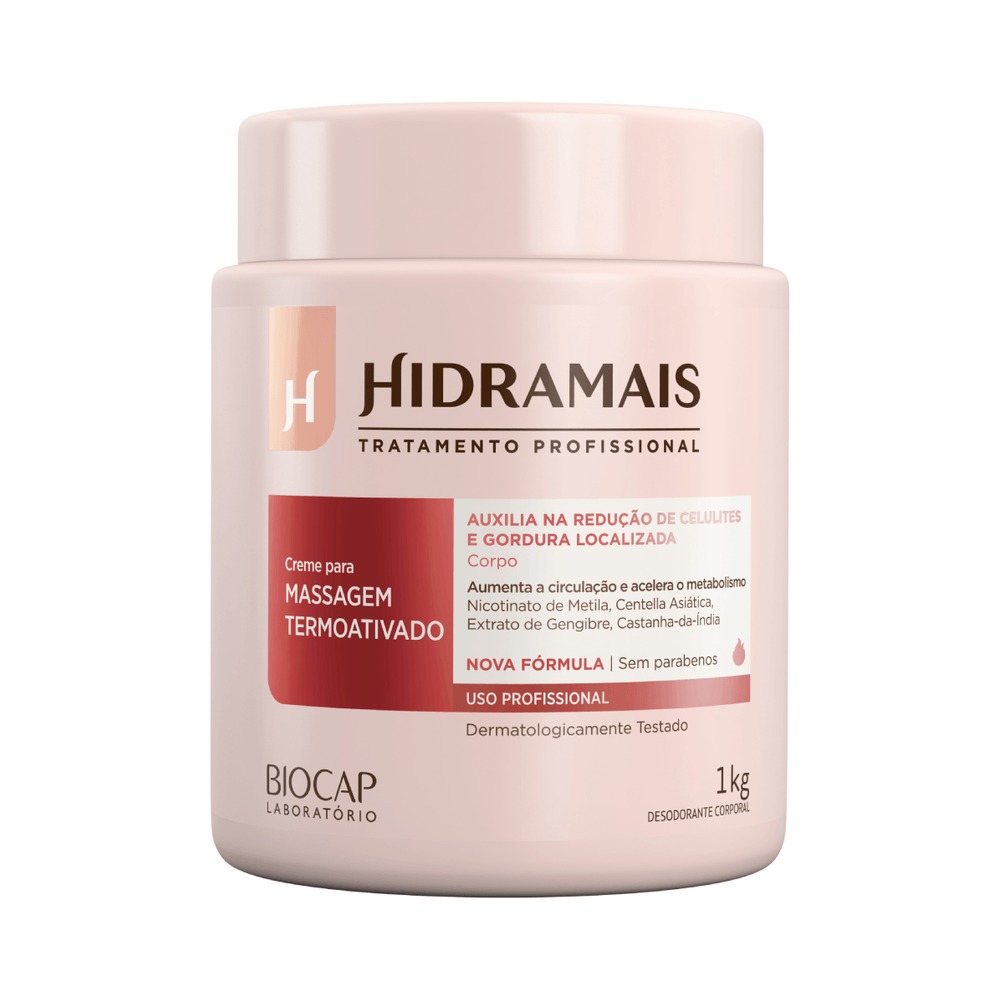 H
HIDRAMAIS
TRATAMENTO PROFISSIONAL
Creme para
MASSAGEM
TERMOATIVADO
AUXILIA NA REDUÇÃO DE CELULITES
E GORDURA LOCALIZADA
Corpo
Aumenta a circulação e acelera o metabolismo
Nicotinato de Metila, Centella Asiática,
Extrato de Gengibre, Castanha-da-Índia
NOVA FÓRMULA | Sem parabenos
USO PROFISSIONAL
Dermatologicamente Testado
BIOCAP
LABORATÓRIO
1kg
DESODORANTE CORPORAL